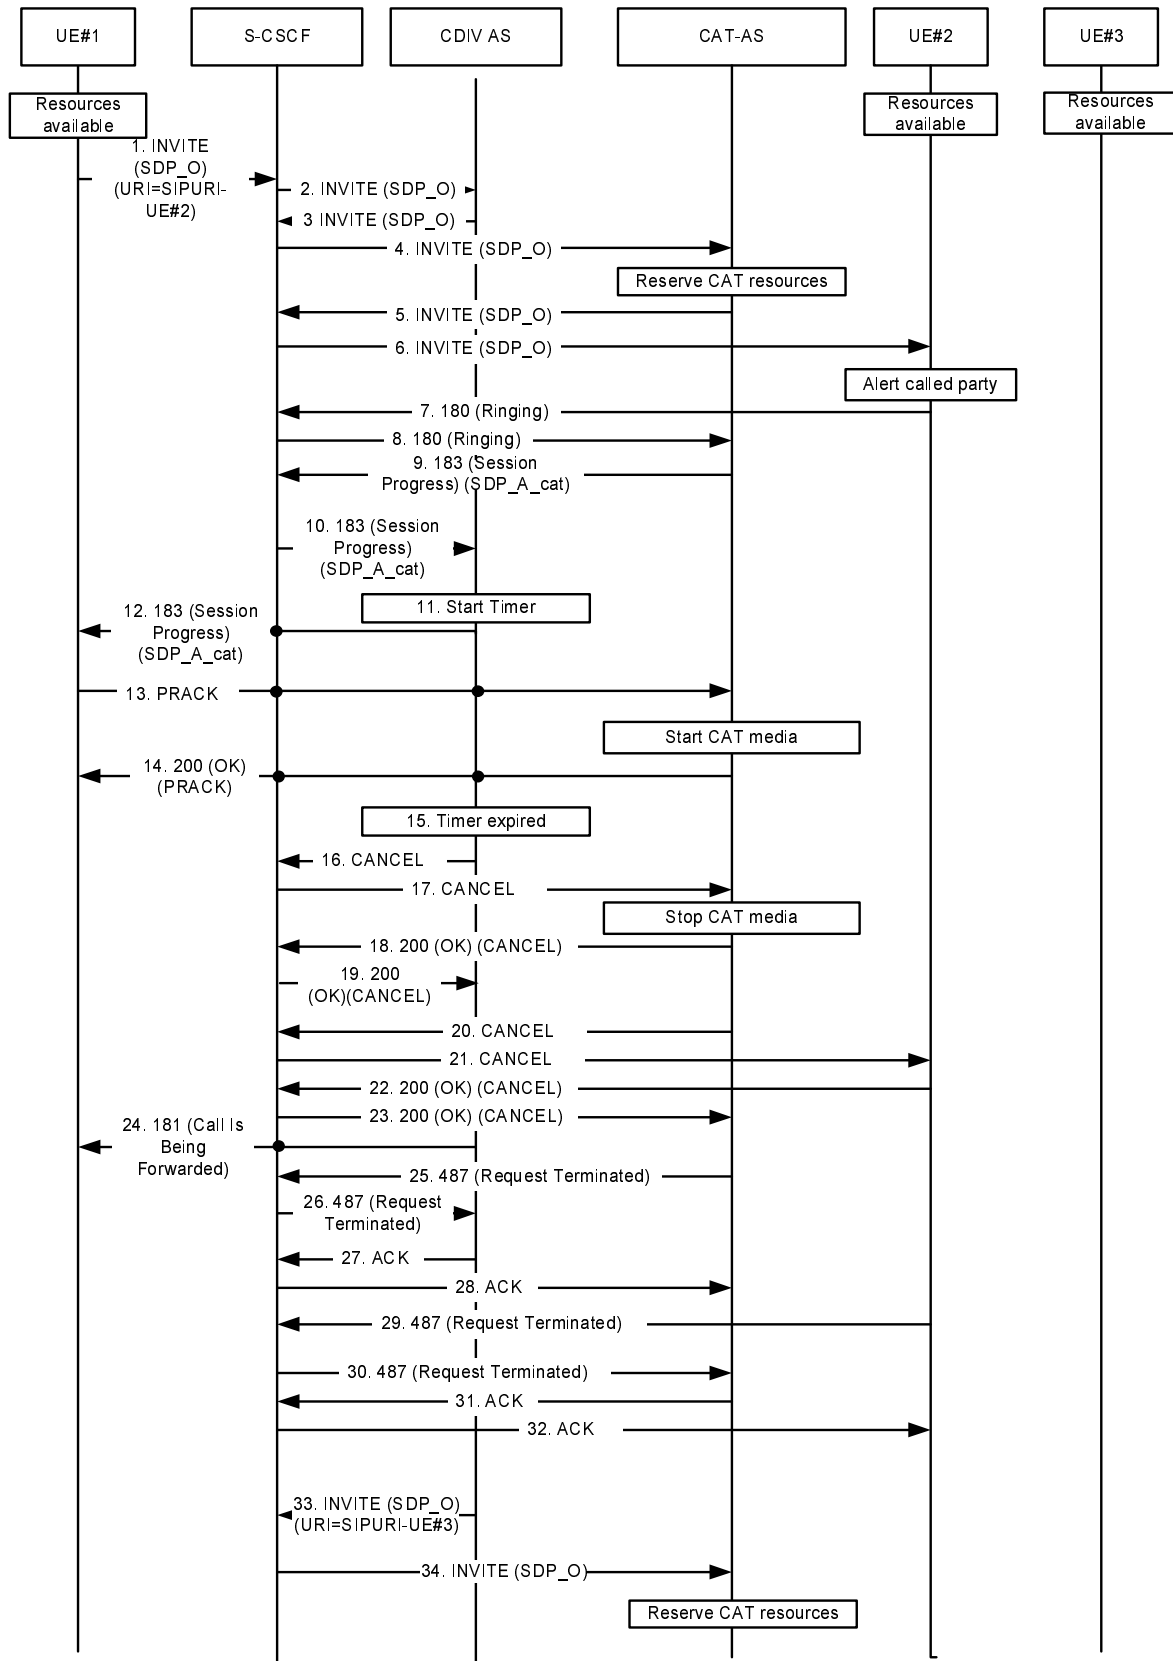 UE#1
S-CSCF
CDIV AS
CAT-AS
UE#2
UE#3
Resources
available
Resources
available
Resources
available
1. INVITE
(SDP_O)
(URI=SIPURI-
UE#2)
2. INVITE (SDP_O)
3 INVITE (SDP_O)
4. INVITE (SDP_O)
Reserve CAT resources
5. INVITE (SDP_O)
6. INVITE (SDP_O)
Alert called party
7. 180 (Ringing)
8. 180 (Ringing)
9. 183 (Session
Progress) (SDP_A_cat)
10. 183 (Session
Progress)
(SDP_A_cat)
11. Start Timer
12. 183 (Session
Progress)
(SDP_A_cat)
13. PRACK
Start CAT media
14. 200 (OK)
(PRACK)
15. Timer expired
16. CANCEL
17. CANCEL
Stop CAT media
18. 200 (OK) (CANCEL)
19. 200
(OK)(CANCEL)
20. CANCEL
21. CANCEL
22. 200 (OK) (CANCEL)
23. 200 (OK) (CANCEL)
24. 181 (Call Is
Being
Forwarded)
25. 487 (Request Terminated)
26. 487 (Request
Terminated)
27. ACK
28. ACK
29. 487 (Request Terminated)
30. 487 (Request Terminated)
31. ACK
32. ACK
33. INVITE (SDP_O)
(URI=SIPURI-UE#3)
34. INVITE (SDP_O)
Reserve CAT resources